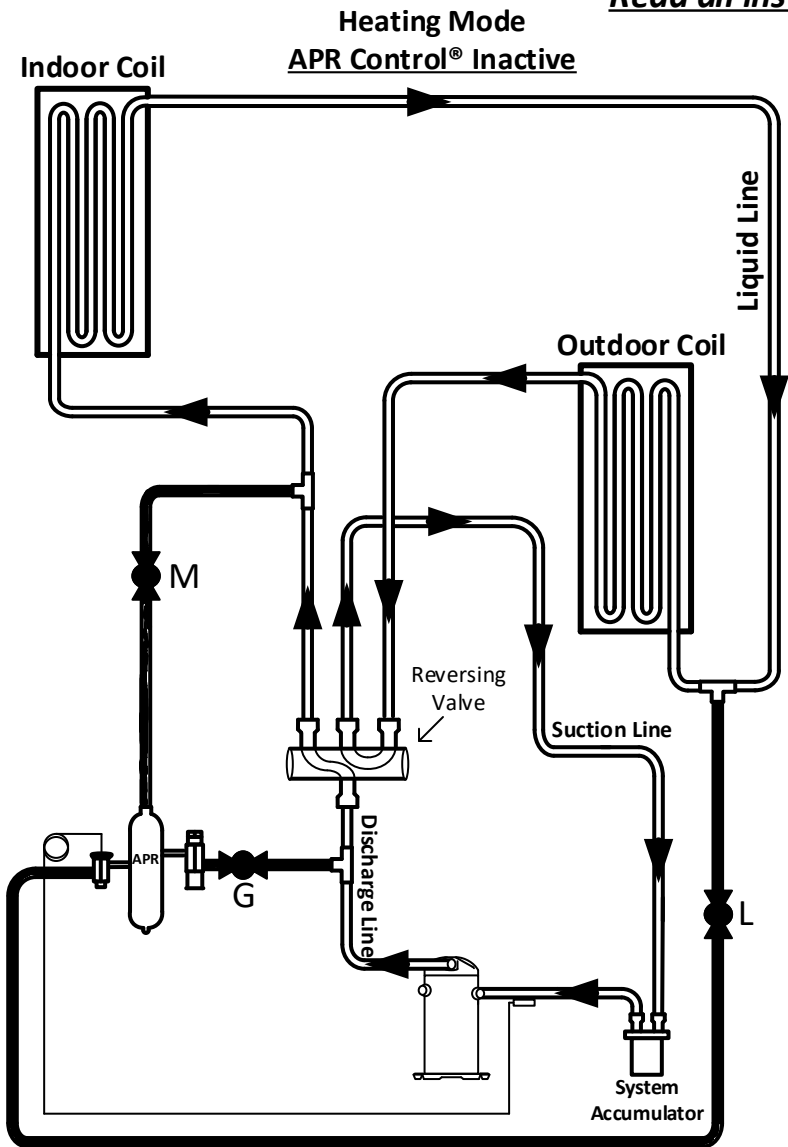 Read all Ins
Heating Mode
APR Control® Inactive
Indoor Coil
Liquid Line
Outdoor Coil
M
Reversing
Valve
Suction Line
Discharge Line
APR
G
L
System
Accumulator